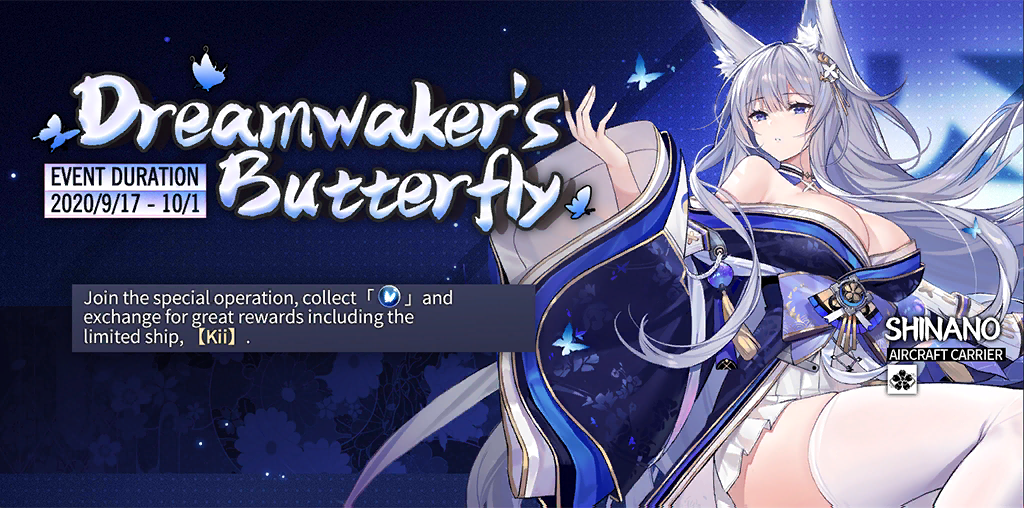 Dreamwaker's
Butterfly
EVENT DURATION
2020/9/17 - 10/1
Join the special operation, collect「 」and
exchange for great rewards including the
limited ship, 【Kii】.
SHINANO
AIRCRAFT CARRIER